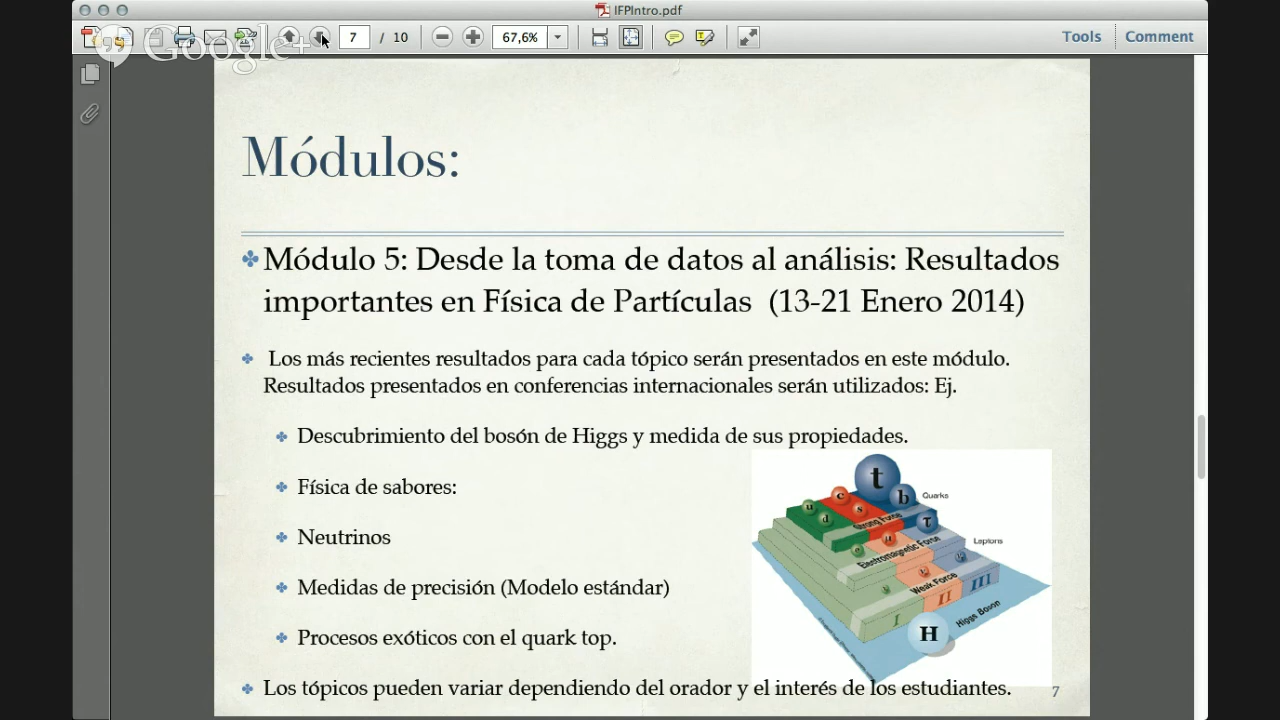 IFPIntro.pdf
Google+
7 / 10
67,6%
Tools
Comment
Módulos:
Módulo 5: Desde la toma de datos al análisis: Resultados
importantes en Física de Partículas (13-21 Enero 2014)
Los más recientes resultados para cada tópico serán presentados en este módulo.
Resultados presentados en conferencias internacionales serán utilizados: Ej.
Descubrimiento del bosón de Higgs y medida de sus propiedades.
Física de sabores:
Neutrinos
Medidas de precisión (Modelo estándar)
Procesos exóticos con el quark top.
Los tópicos pueden variar dependiendo del orador y el interés de los estudiantes.
t
c
b
Quarks
u
s
d
Strong Force
τ
Leptons
e
μ
Electromagnetic Force
Weak Force
I
II
III
Higgs Boson
H
7